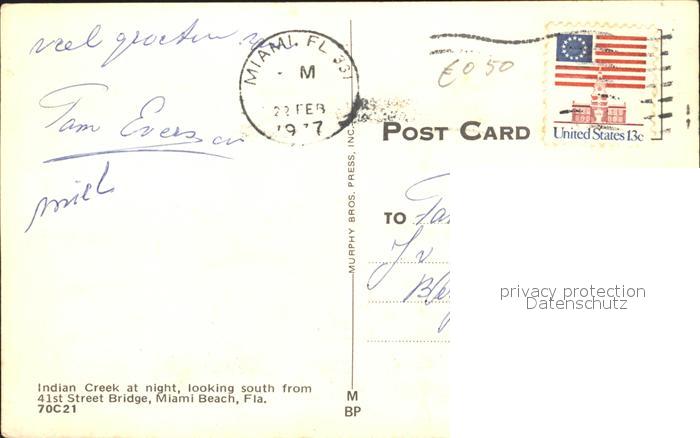 veel groeten
MIAMI, FL 331
M
22 FEB
1977
€0 50
POST CARD
United States 13c
Fam Evers en
MURPHY BROS. PRESS, INC.
TO Fa
privacy protection
Datenschutz
Indian Creek at night, looking south from
41st Street Bridge, Miami Beach, Fla.
70C21
M
BP